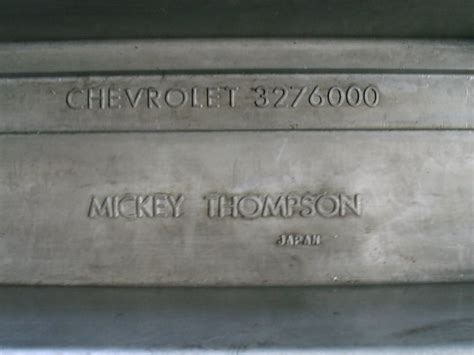 CHEVROLET 3276000
MICKEY THOMPSON
JAPAN